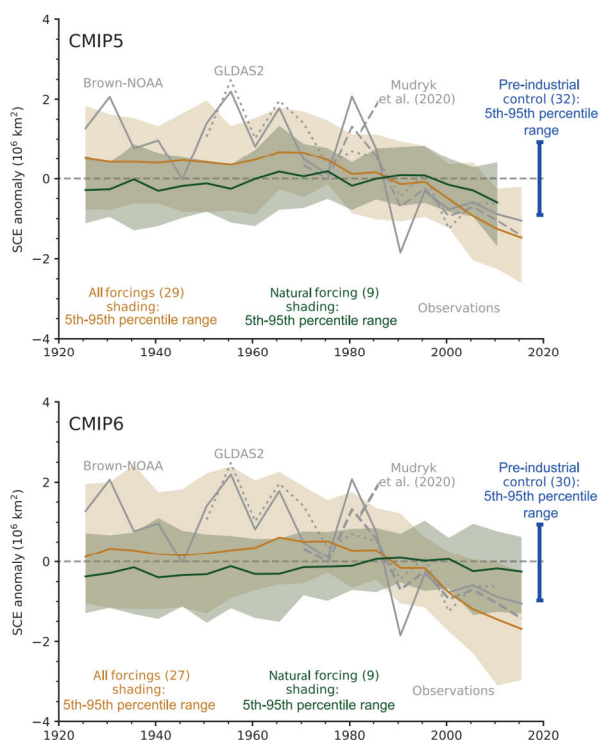 CMIP5
Brown-NOAA
GLDAS2
Mudryk
et al. (2020)
Pre-industrial
control (32):
5th-95th percentile
range
SCE anomaly (10⁶ km²)
4
2
0
−2
−4
All forcings (29)
shading:
5th-95th percentile range
Natural forcing (9)
shading:
5th-95th percentile range
Observations
1920
1940
1960
1980
2000
2020
CMIP6
Brown-NOAA
GLDAS2
Mudryk
et al. (2020)
Pre-industrial
control (30):
5th-95th percentile
range
SCE anomaly (10⁶ km²)
4
2
0
−2
−4
All forcings (27)
shading:
5th-95th percentile range
Natural forcing (9)
shading:
5th-95th percentile range
Observations
1920
1940
1960
1980
2000
2020